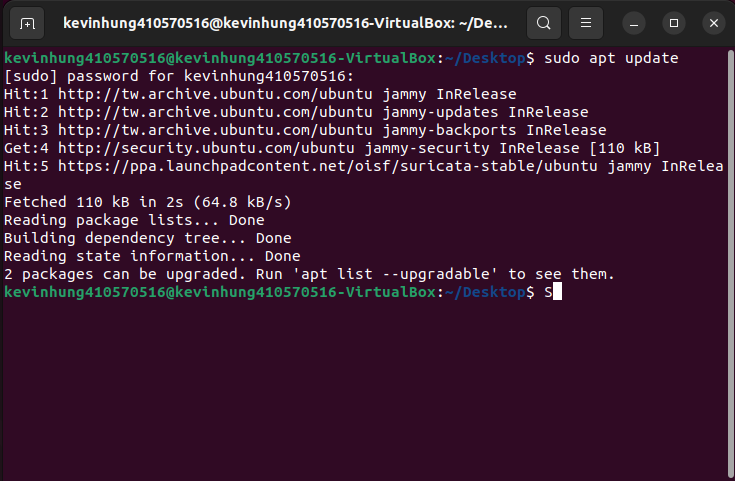 kevinhung410570516@kevinhung410570516-VirtualBox: ~/De...
kevinhung410570516@kevinhung410570516-VirtualBox:~/Desktop$ sudo apt update
[sudo] password for kevinhung410570516:
Hit:1 http://tw.archive.ubuntu.com/ubuntu jammy InRelease
Hit:2 http://tw.archive.ubuntu.com/ubuntu jammy-updates InRelease
Hit:3 http://tw.archive.ubuntu.com/ubuntu jammy-backports InRelease
Get:4 http://security.ubuntu.com/ubuntu jammy-security InRelease [110 kB]
Hit:5 https://ppa.launchpadcontent.net/oisf/suricata-stable/ubuntu jammy InRelea
se
Fetched 110 kB in 2s (64.8 kB/s)
Reading package lists... Done
Building dependency tree... Done
Reading state information... Done
2 packages can be upgraded. Run 'apt list --upgradable' to see them.
kevinhung410570516@kevinhung410570516-VirtualBox:~/Desktop$ S